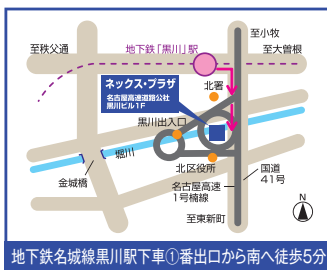 至小牧
至秩父通
地下鉄「黒川」駅
至大曽根
ネックス・プラザ
名古屋高速道路公社
黒川ビル1F
北署
黒川出入口
堀川
金城橋
北区役所
国道
41号
名古屋高速
1号楠線
至東新町
N
地下鉄名城線黒川駅下車①番出口から南へ徒歩5分